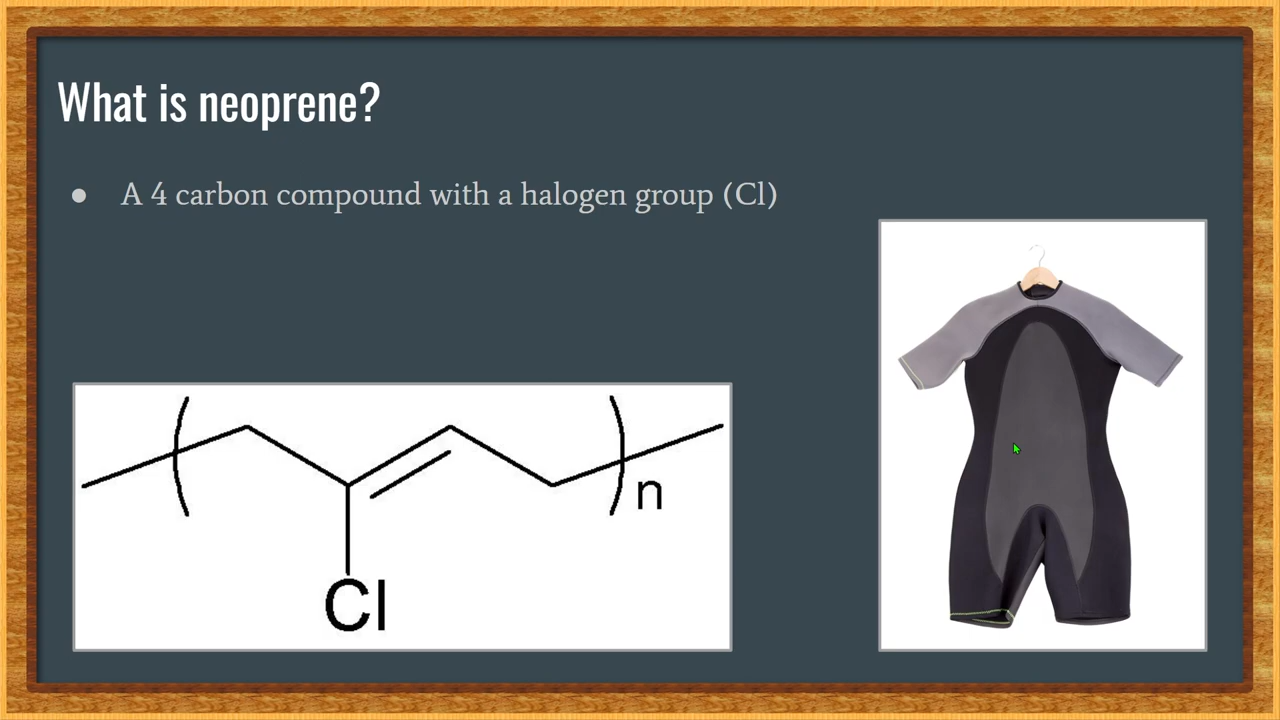 What is neoprene?
● A 4 carbon compound with a halogen group (Cl)
n
Cl